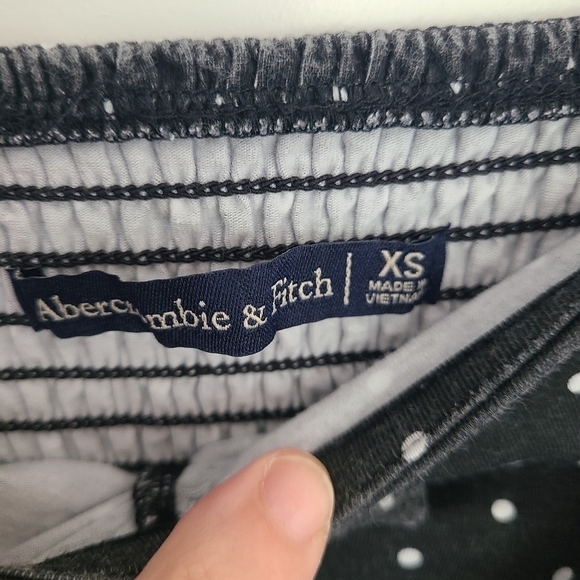 Abercrombie & Fitch
XS
MADE IN
VIETNAM